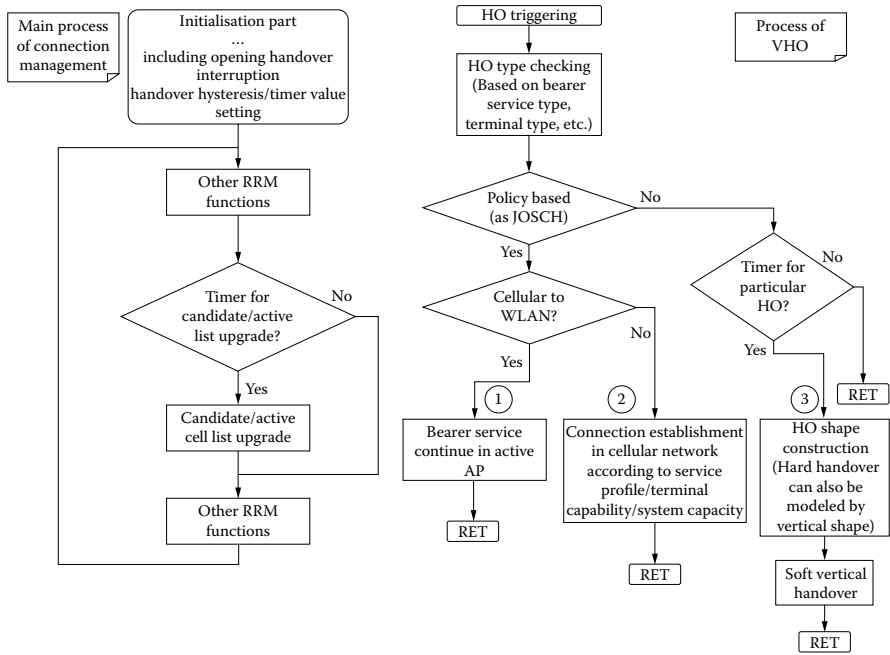 Main process
of connection
management
Initialisation part
...
including opening handover
interruption
handover hysteresis/timer value
setting
Other RRM
functions
Timer for
candidate/active
list upgrade?
No
Yes
Candidate/active
cell list upgrade
Other RRM
functions
HO triggering
HO type checking
(Based on bearer
service type,
terminal type, etc.)
Process of
VHO
Policy based
(as JOSCH)
No
Yes
Cellular to
WLAN?
No
Yes
Timer for
particular
HO?
No
Yes
RET
1
Bearer service
continue in active
AP
RET
2
Connection establishment
in cellular network
according to service
profile/terminal
capability/system capacity
RET
3
HO shape
construction
(Hard handover
can also be
modeled by
vertical shape)
Soft vertical
handover
RET